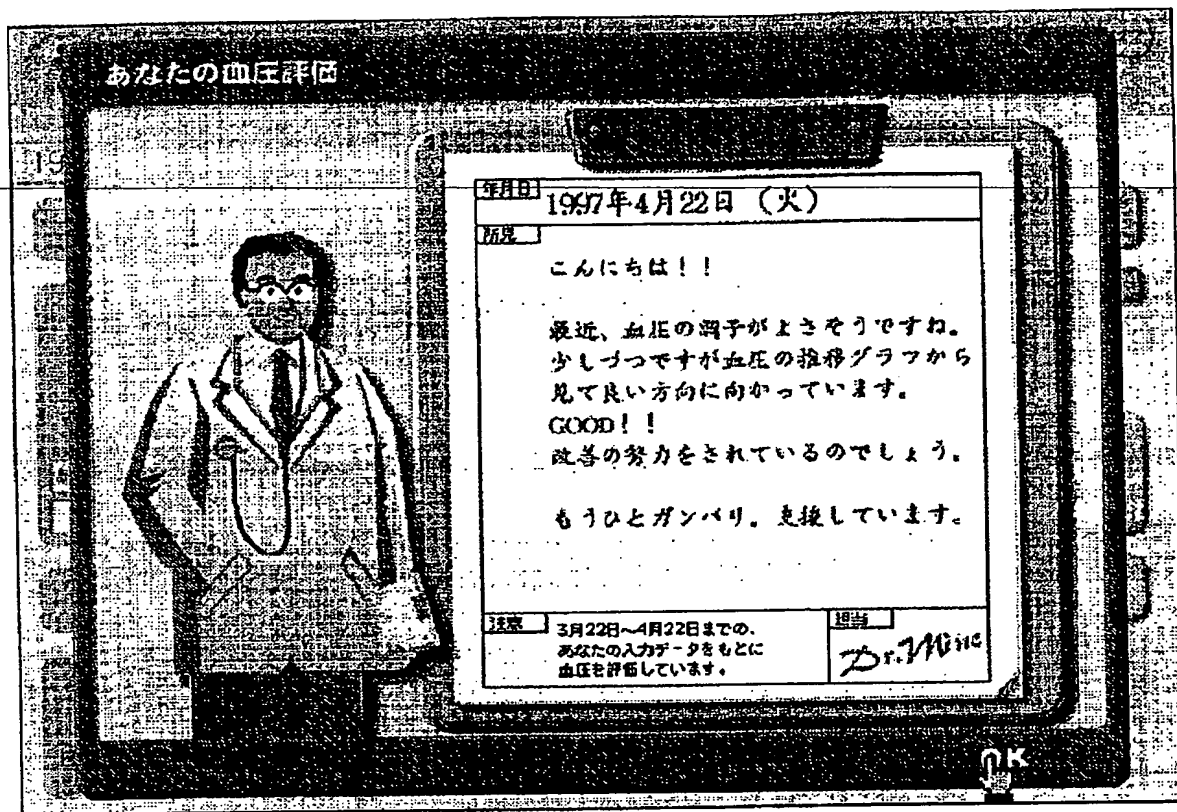 あなたの血圧評価
19
年月日
1997年4月22日（火）
所見
こんにちは！！
最近、血圧の調子がよさそうですね。
少しづつですが血圧の推移グラフから
見て良い方向に向かっています。
GOOD！！
改善の努力をされているのでしょう。
もうひとガンバリ。支援しています。
注意
3月22日～4月22日までの、
あなたの入力データをもとに
血圧を評価しています。
担当
Dr.Mine
OK